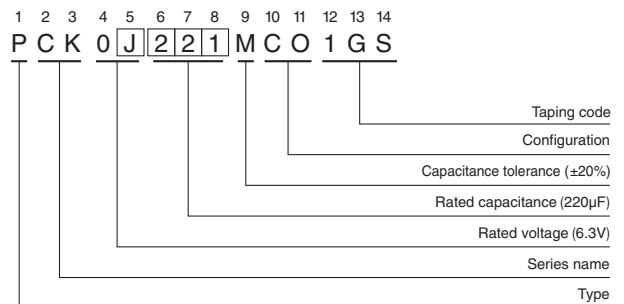 1 2 3 4 5 6 7 8 9 10 11 12 13 14
P C K 0 J 2 2 1 M C O 1 G S
Taping code
Configuration
Capacitance tolerance (±20%)
Rated capacitance (220µF)
Rated voltage (6.3V)
Series name
Type